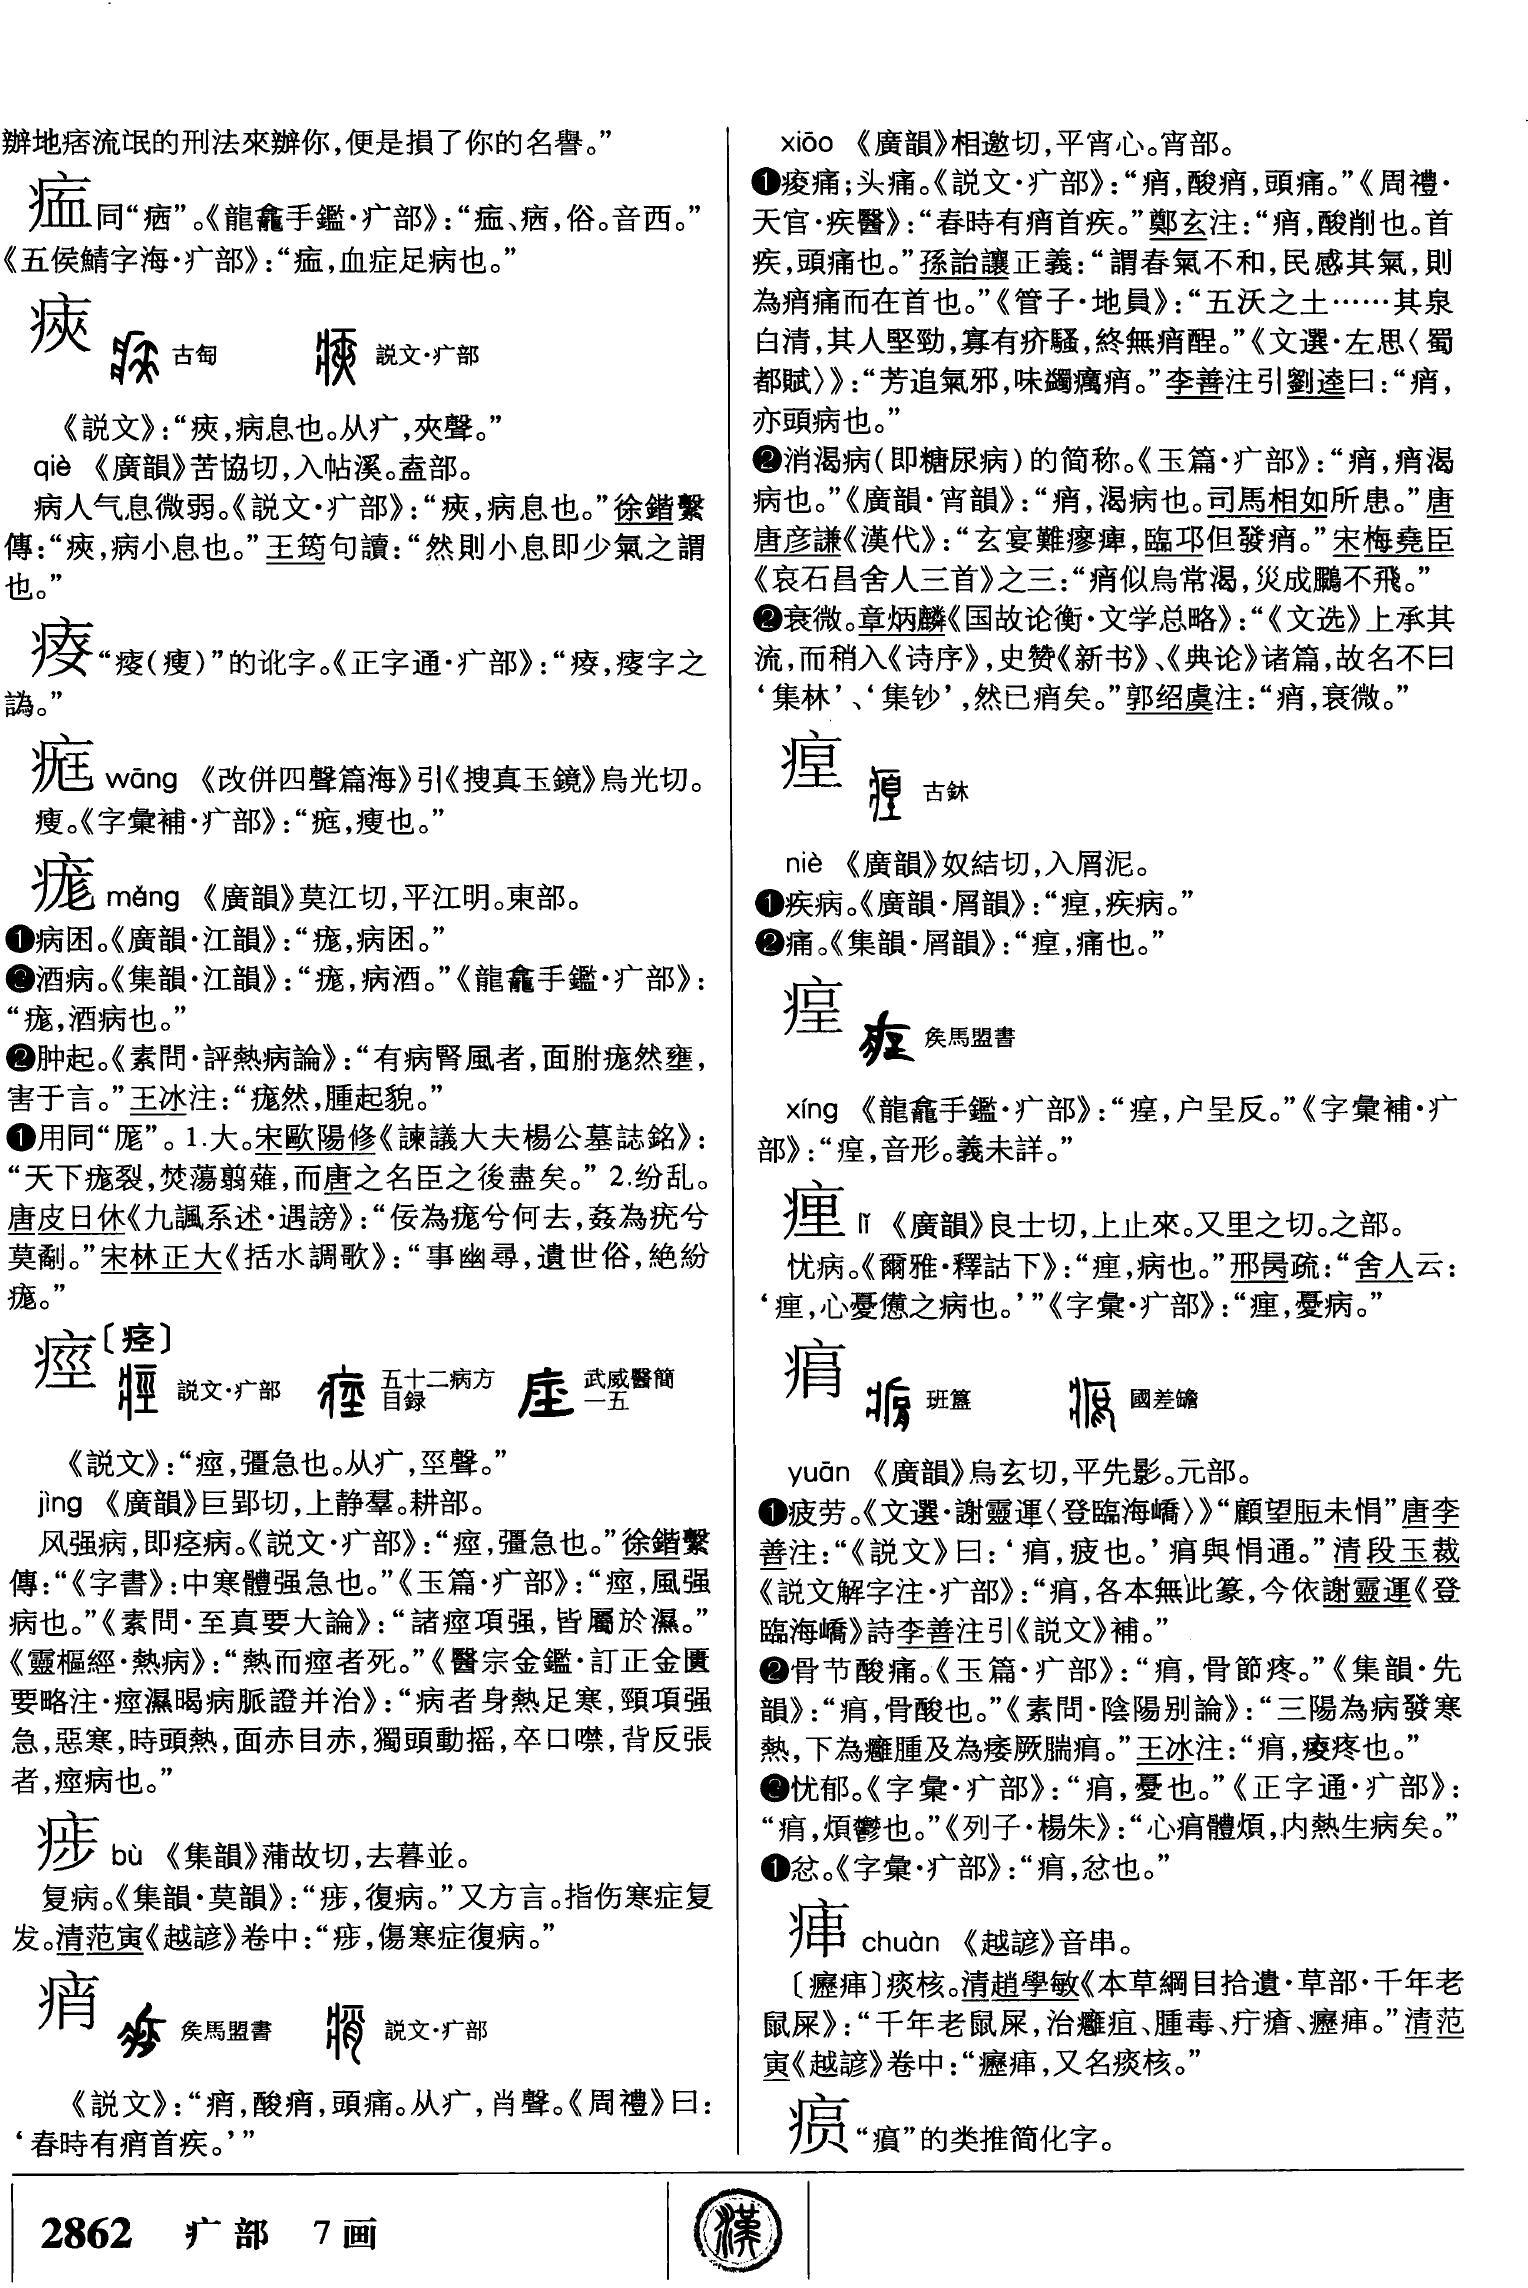 辦地痞流氓的刑法來辦你，便是損了你的名譽。”
同“㾷”。《龍龕手鑑·疒部》：“㾷，俗。音西。”
《五侯鯖字海·疒部》：“，血症足病也。”
㾜 古匋 説文·疒部
《説文》：“㾜，病息也。从疒，夾聲。”
qiè 《廣韻》苦協切，入帖溪。盍部。
病人气息微弱。《説文·疒部》：“㾜，病息也。”徐鍇繫
傳：“㾜，病小息也。”王筠句讀：“然則小息即少氣之謂
也。”
痠“㾭（瘦）”的讹字。《正字通·疒部》：“，字之
譌。”
wāng 《改併四聲篇海》引《搜真玉鏡》烏光切。
瘦。《字彙補·疒部》：“，瘦也。”
痝 máng 《廣韻》莫江切，平江明。東部。
❶病困。《廣韻·江韻》：“痝，病困。”
❷酒病。《集韻·江韻》：“痝，病酒。”《龍龕手鑑·疒部》：
“痝，酒病也。”
❷肿起。《素問·評熱病論》：“有病腎風者，面胕痝然壅，
害于言。”王冰注：“痝然，腫起貌。”
❶用同“厖”。1.大。宋歐陽修《諫議大夫楊公墓誌銘》：
“天下痝裂，焚蕩翦薙，而唐之名臣之後盡矣。”2.纷乱。
唐皮日休《九諷系述·遇謗》：“佞為痝兮何去，姦為疣兮
莫劀。”宋林正大《括水調歌》：“事幽尋，遺世俗，絶紛
痝。”
痙〔痉〕 説文·疒部 五十二病方目録 武威醫簡一五
《説文》：“痙，彊急也。从疒，巠聲。”
jìng 《廣韻》巨郢切，上静羣。耕部。
风强病，即痉病。《説文·疒部》：“痙，彊急也。”徐鍇繫
傳：“《字書》：中寒體强急也。”《玉篇·疒部》：“痙，風强
病也。”《素問·至真要大論》：“諸痙項强，皆屬於濕。”
《靈樞經·熱病》：“熱而痙者死。”《醫宗金鑑·訂正金匱
要略注·痙濕暍病脈證并治》：“病者身熱足寒，頸項强
急，惡寒，時頭熱，面赤目赤，獨頭動摇，卒口噤，背反張
者，痙病也。”
㾟 bù 《集韻》蒲故切，去暮並。
复病。《集韻·莫韻》：“㾟，復病。”又方言。指伤寒症复
发。清范寅《越諺》卷中：“㾟，傷寒症復病。”
痟 矦馬盟書 説文·疒部
《説文》：“痟，酸痟，頭痛。从疒，肖聲。《周禮》曰：
‘春時有痟首疾。’”
xiāo 《廣韻》相邀切，平宵心。宵部。
❶痠痛；头痛。《説文·疒部》：“痟，酸痟，頭痛。”《周禮·
天官·疾醫》：“春時有痟首疾。”鄭玄注：“痟，酸削也。首
疾，頭痛也。”孫詒讓正義：“謂春氣不和，民感其氣，則
為痟痛而在首也。”《管子·地員》：“五沃之土……其泉
白清，其人堅勁，寡有疥騷，終無痟酲。”《文選·左思〈蜀
都賦〉》：“芳追氣邪，味蠲癘痟。”李善注引劉逵曰：“痟，
亦頭病也。”
❷消渴病（即糖尿病）的简称。《玉篇·疒部》：“痟，痟渴
病也。”《廣韻·宵韻》：“痟，渴病也。司馬相如所患。”唐
唐彦謙《漢代》：“玄宴難瘳痺，臨邛但發痟。”宋梅堯臣
《哀石昌舍人三首》之三：“痟似烏常渴，災成鵩不飛。”
❷衰微。章炳麟《国故论衡·文学总略》：“《文选》上承其
流，而稍入《诗序》，史赞《新书》、《典论》诸篇，故名不曰
‘集林’、‘集钞’，然已痟矣。”郭绍虞注：“痟，衰微。”
㾑 古鉥
niè 《廣韻》奴結切，入屑泥。
❶疾病。《廣韻·屑韻》：“，疾病。”
❷痛。《集韻·屑韻》：“，痛也。”
矦馬盟書
xíng 《龍龕手鑑·疒部》：“，户呈反。”《字彙補·疒
部》：“，音形。義未詳。”
㾖 lǐ 《廣韻》良士切，上止來。又里之切。之部。
忧病。《爾雅·釋詁下》：“㾖，病也。”邢昺疏：“舍人云：
‘㾖，心憂憊之病也。’”《字彙·疒部》：“㾖，憂病。”
痟 班簋 國差𦉜
yuān 《廣韻》烏玄切，平先影。元部。
❶疲劳。《文選·謝靈運〈登臨海嶠〉》“顧望脰未悁”唐李
善注：“《説文》曰：‘痟，疲也。’痟與悁通。”清段玉裁
《説文解字注·疒部》：“痟，各本無此篆，今依謝靈運《登
臨海嶠》詩李善注引《説文》補。”
❷骨节酸痛。《玉篇·疒部》：“痟，骨節疼。”《集韻·先
韻》：“痟，骨酸也。”《素問·陰陽别論》：“三陽為病發寒
熱，下為癰腫及為痿厥腨痟。”王冰注：“痟，痠疼也。”
❸忧郁。《字彙·疒部》：“痟，憂也。”《正字通·疒部》：
“痟，煩鬱也。”《列子·楊朱》：“心痟體煩，内熱生病矣。”
❶忿。《字彙·疒部》：“痟，忿也。”
chuàn 《越諺》音串。
〔瀝〕痰核。清趙學敏《本草綱目拾遺·草部·千年老
鼠屎》：“千年老鼠屎，治癰疽、腫毒、疔瘡、。”清范
寅《越諺》卷中：“，又名痰核。”
“”的类推简化字。
2862 疒部 7画
漢